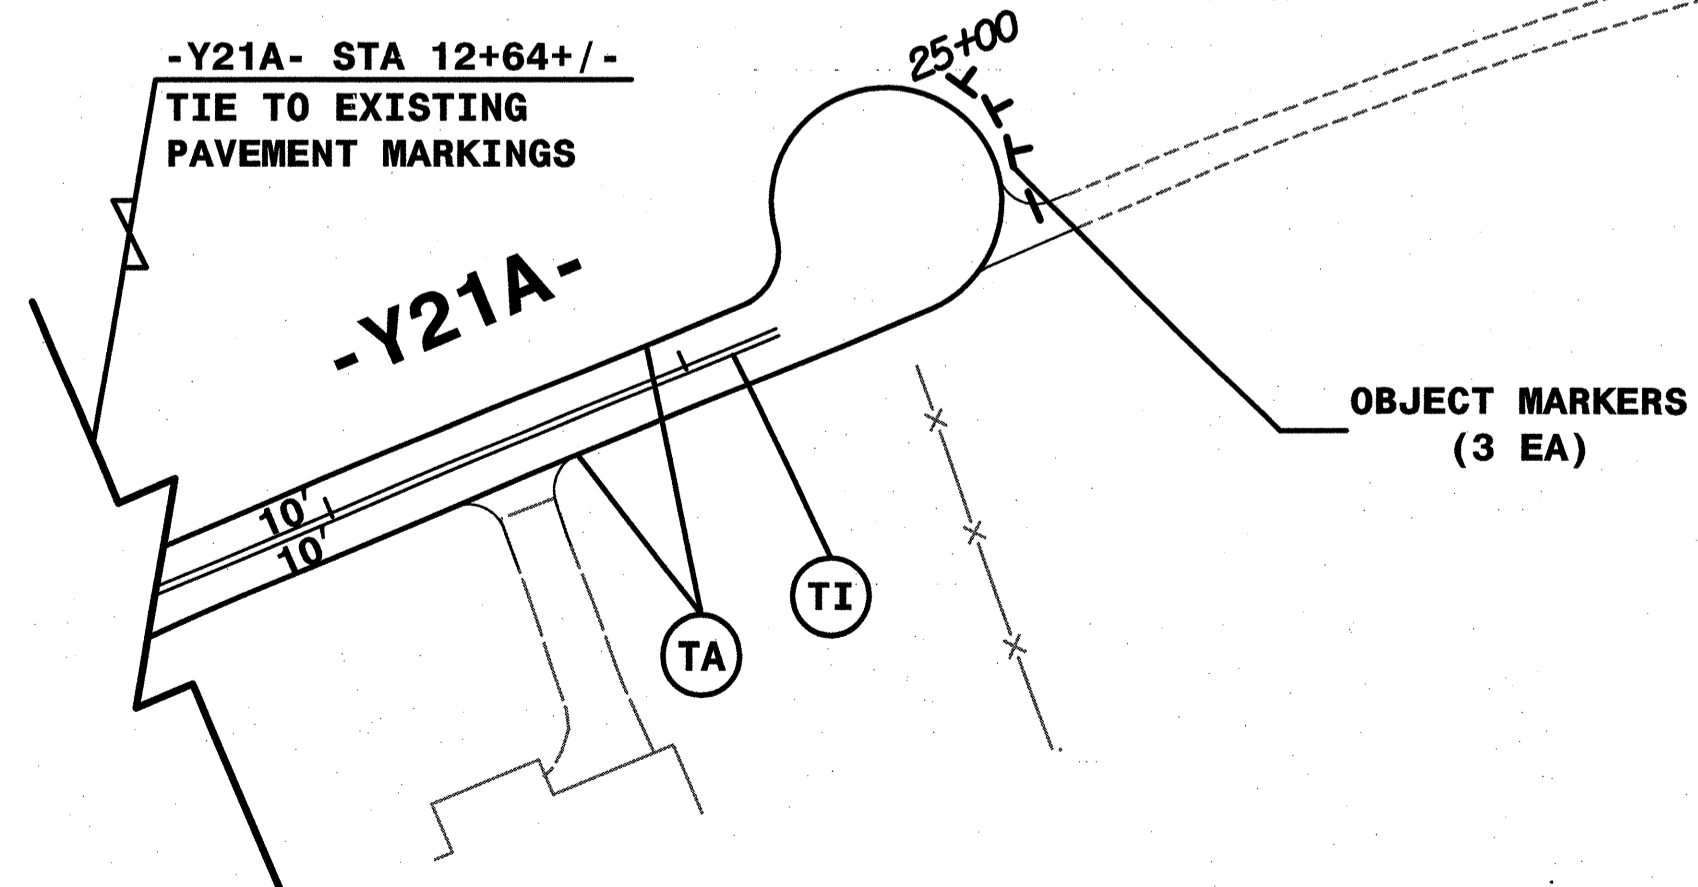 -Y21A- STA 12+64+/-
TIE TO EXISTING
PAVEMENT MARKINGS
25+00
-Y21A-
OBJECT MARKERS
(3 EA)
10'
10'
TI
TA